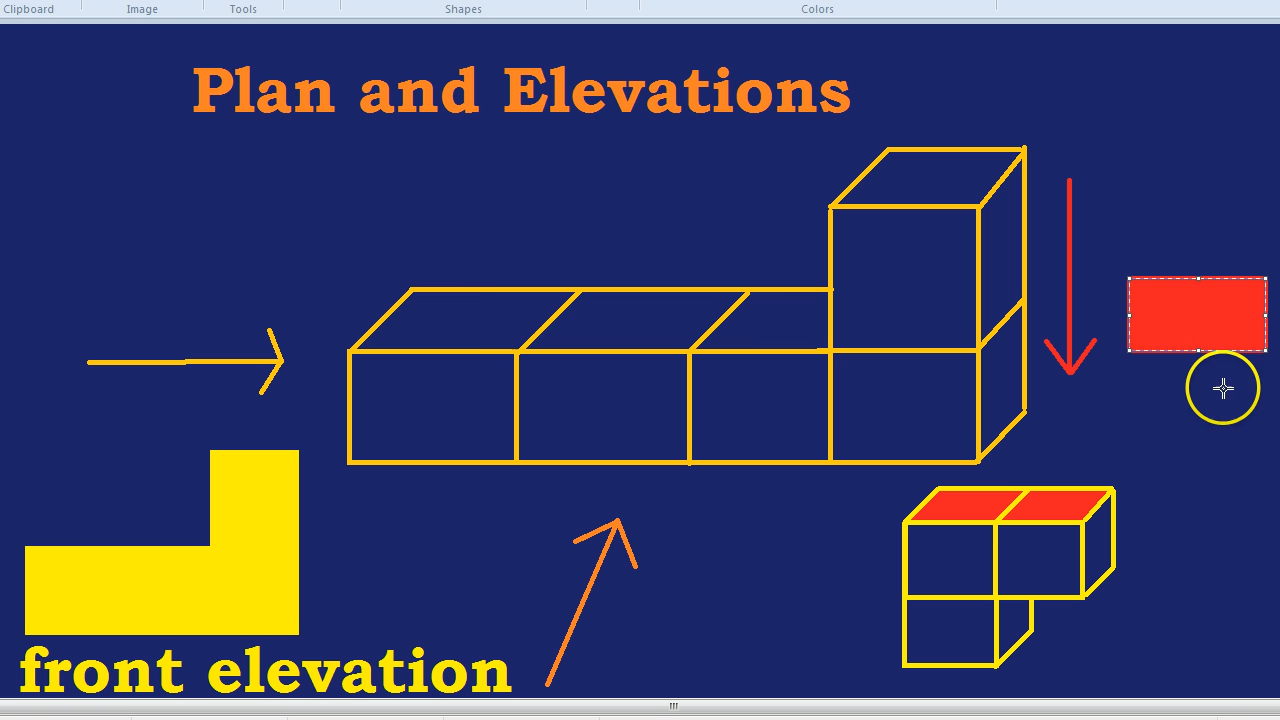 Clipboard Image Tools Shapes Colors
Plan and Elevations
front elevation